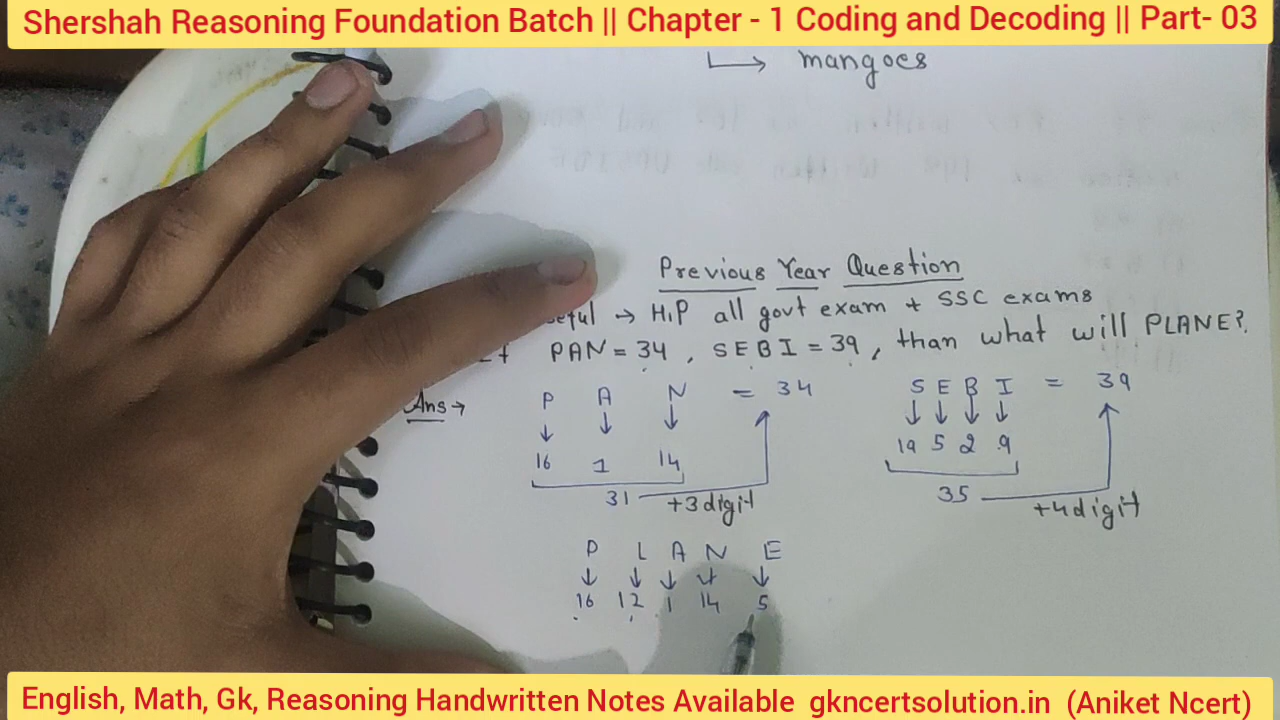 Shershah Reasoning Foundation Batch || Chapter - 1 Coding and Decoding || Part- 03
mangoes
Previous Year Question
→ H.P all govt exam + SSC exams
PAN = 34 , SEBI = 39 , than what will PLANE?.
Ans →
P A N = 34
16 1 14
31 +3 digit
S E B I = 39
19 5 2 9
35 +4 digit
P L A N E
16 12 1 14 5
English, Math, Gk, Reasoning Handwritten Notes Available gkncertsolution.in (Aniket Ncert)